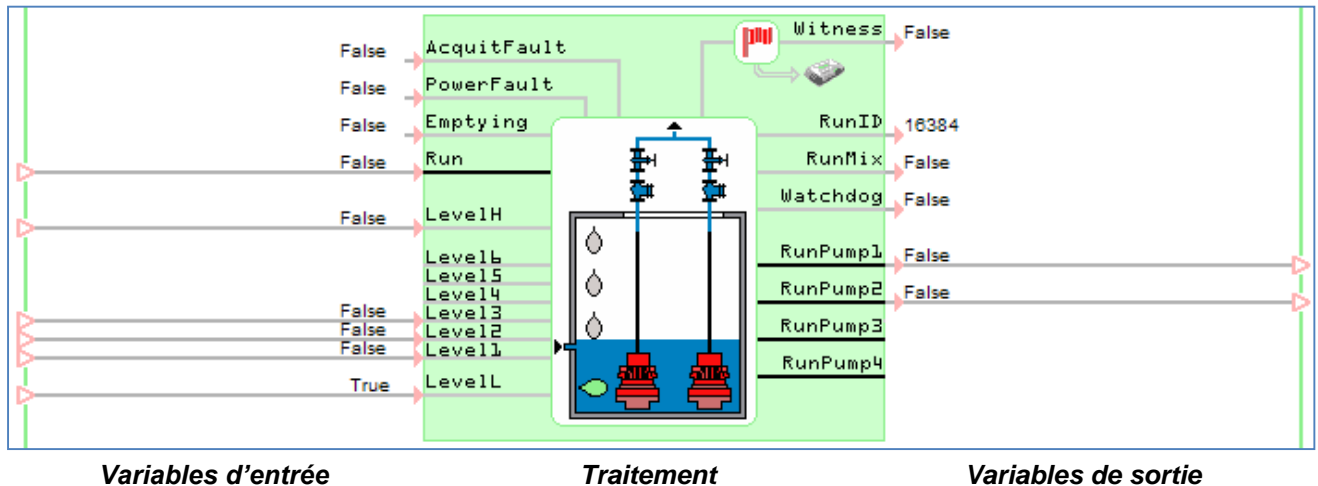 False AcquitFault Witness False
False PowerFault
False Emptying RunID 16384
False Run RunMix False
Watchdog False
False LevelH
RunPump1 False
Level6
Level5
Level4 RunPump2 False
False Level3
False Level2 RunPump3
False Level1
RunPump4
True LevelL
Variables d’entrée Traitement Variables de sortie